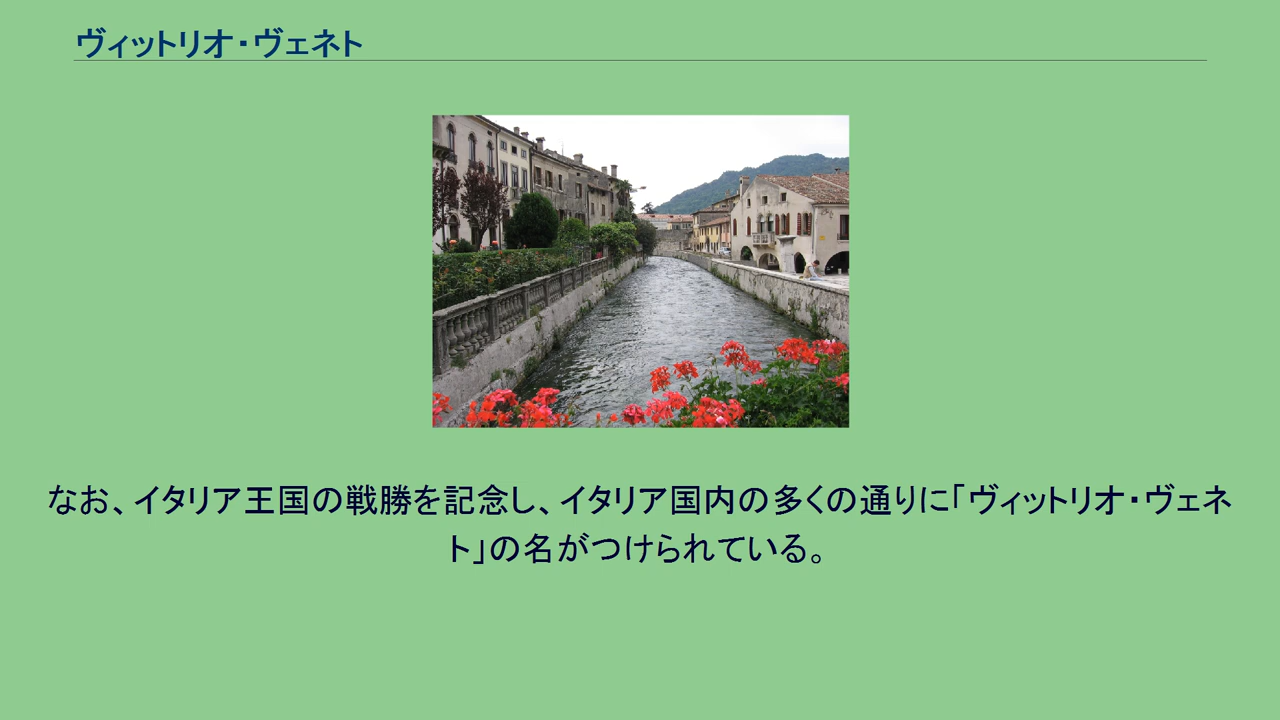 ヴィットリオ・ヴェネト
なお、イタリア王国の戦勝を記念し、イタリア国内の多くの通りに「ヴィットリオ・ヴェネ
ト」の名がつけられている。